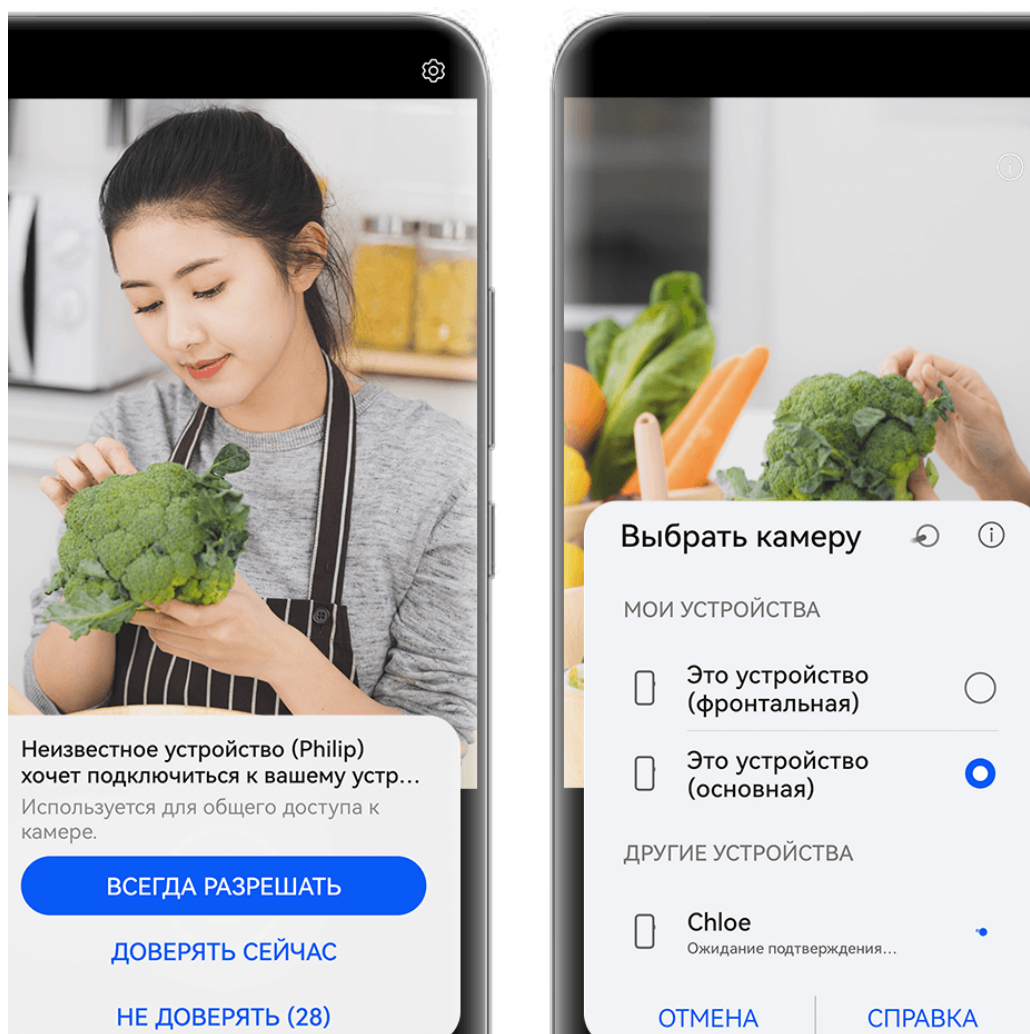 Неизвестное устройство (Philip)
хочет подключиться к вашему устр...
Используется для общего доступа к
камере.
ВСЕГДА РАЗРЕШАТЬ
ДОВЕРЯТЬ СЕЙЧАС
НЕ ДОВЕРЯТЬ (28)
Выбрать камеру
МОИ УСТРОЙСТВА
Это устройство
(фронтальная)
Это устройство
(основная)
ДРУГИЕ УСТРОЙСТВА
Chloe
Ожидание подтверждения...
ОТМЕНА
СПРАВКА